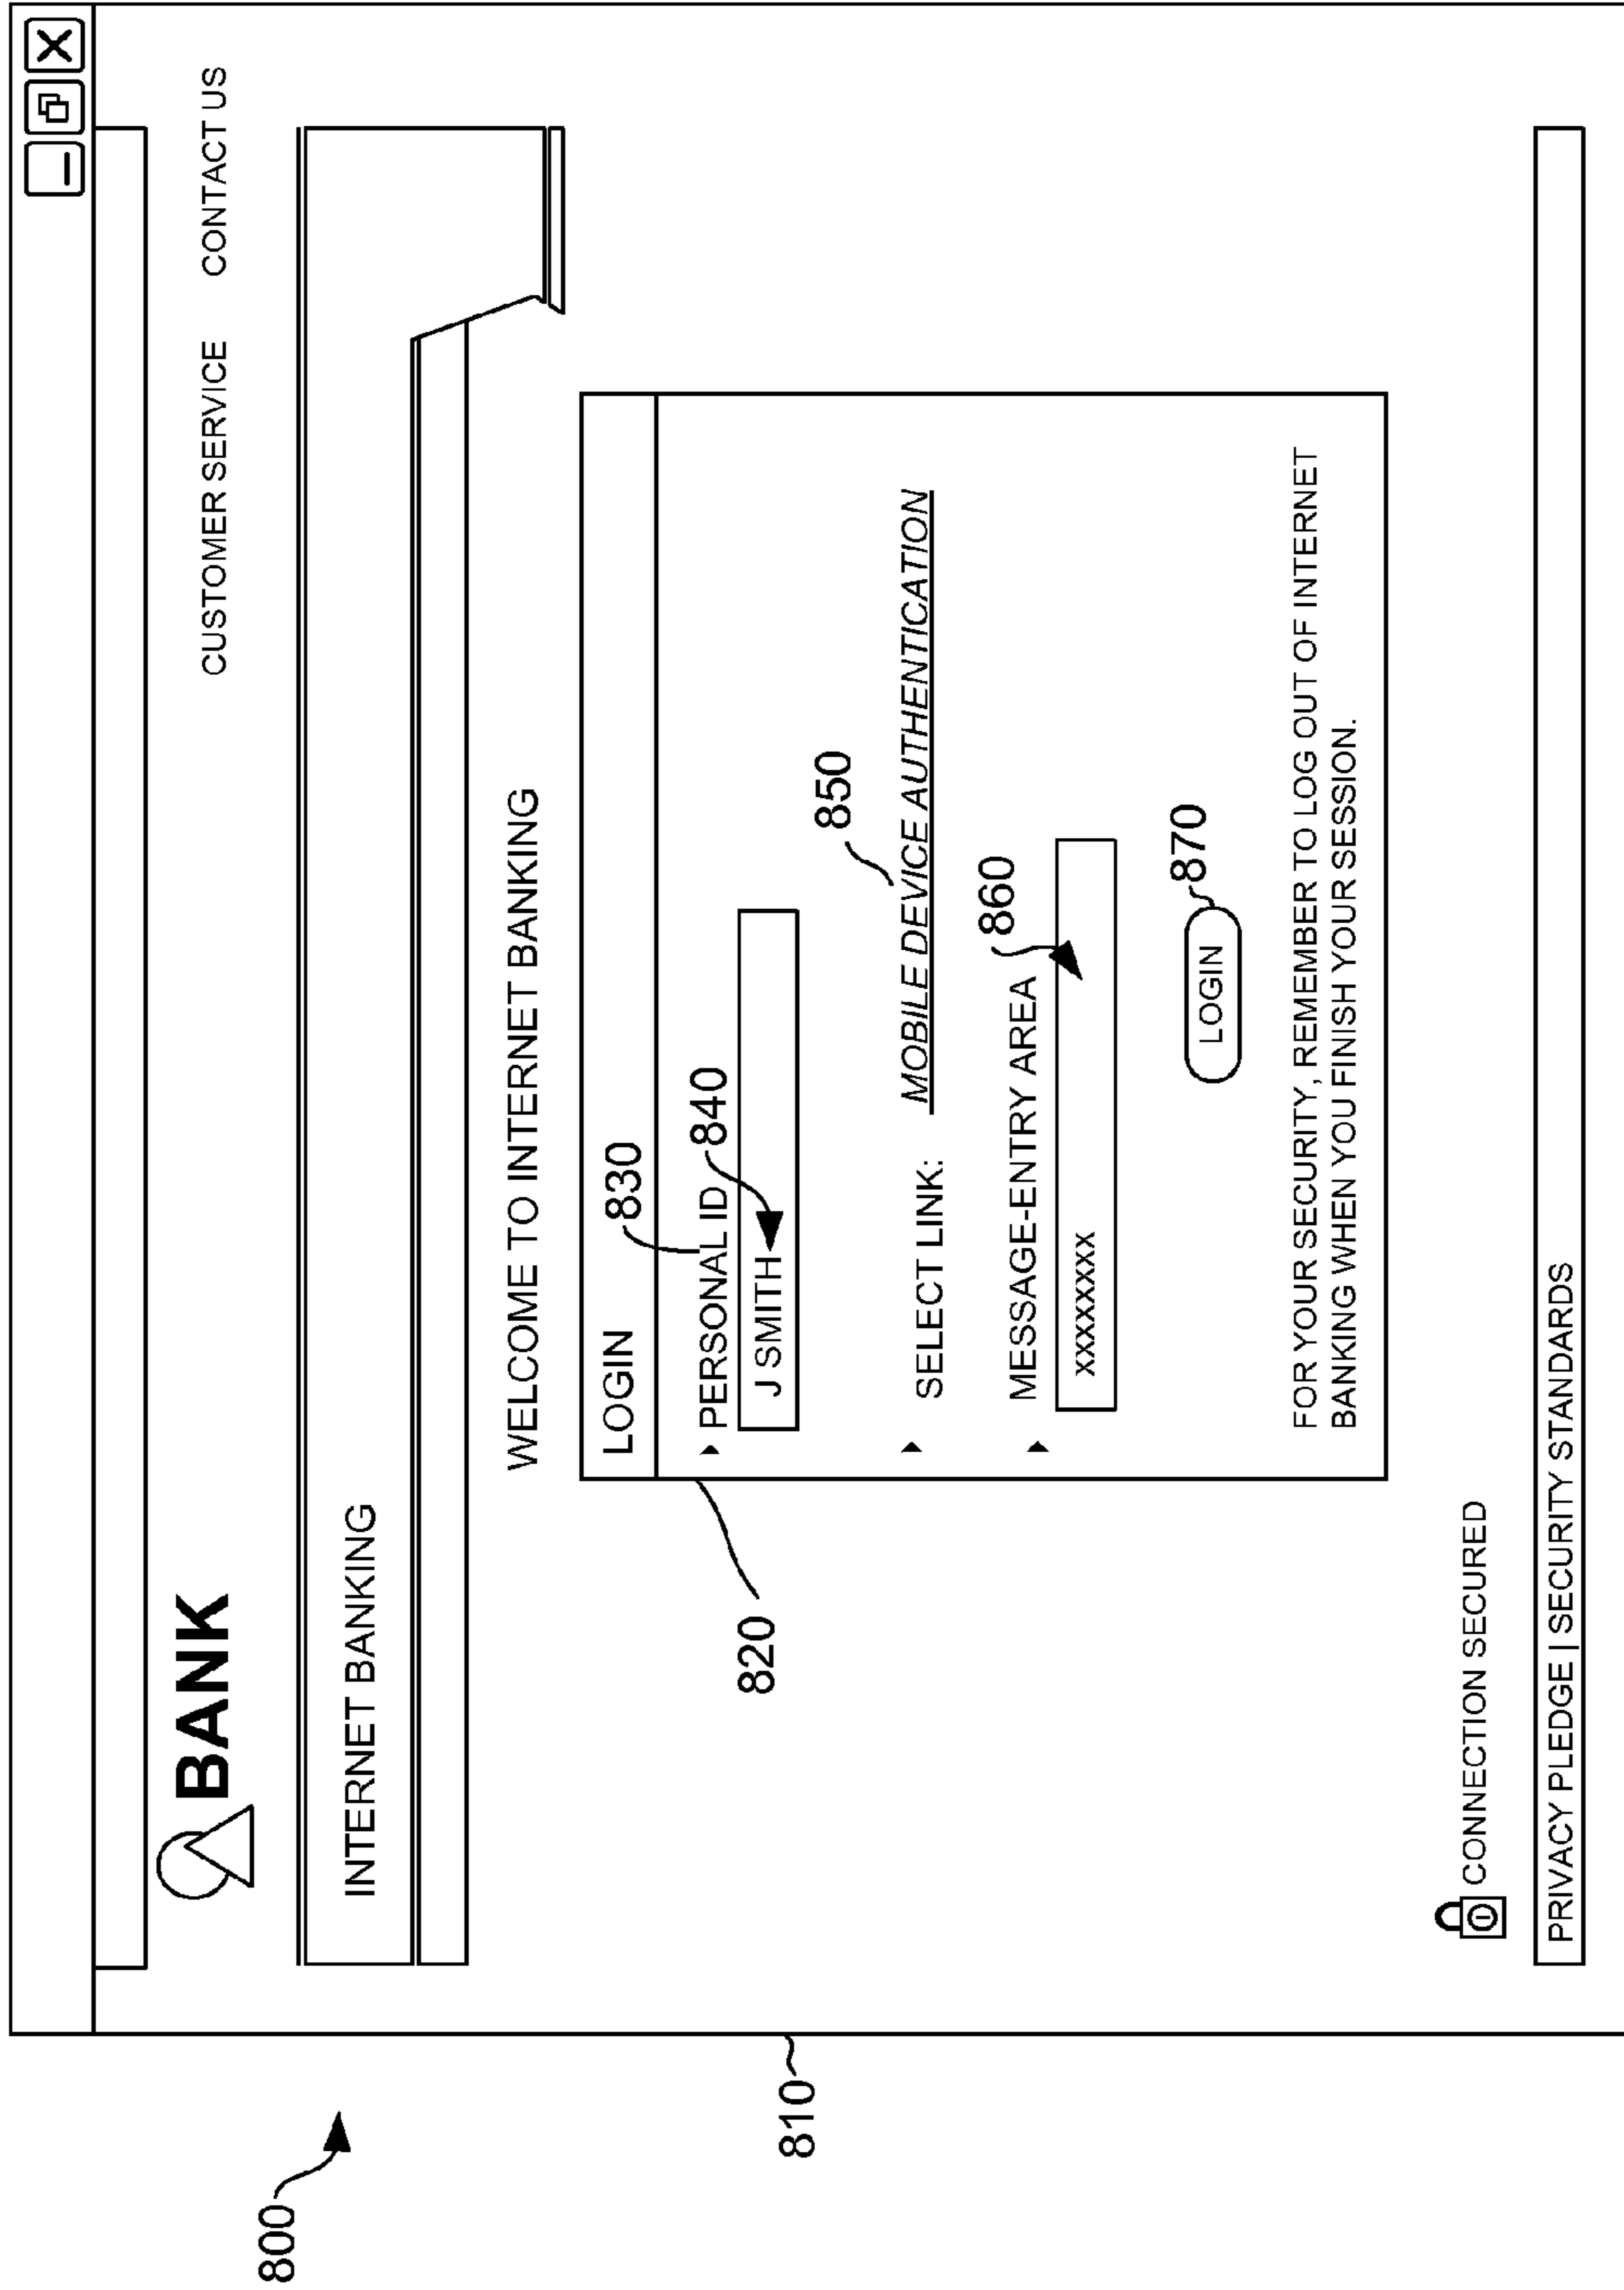 800
810
BANK
CUSTOMER SERVICE CONTACT US
INTERNET BANKING
WELCOME TO INTERNET BANKING
820
LOGIN
830
PERSONAL ID
840
J SMITH
850
SELECT LINK: MOBILE DEVICE AUTHENTICATION
MESSAGE-ENTRY AREA
860
xxxxxxxx
870
LOGIN
FOR YOUR SECURITY, REMEMBER TO LOG OUT OF INTERNET
BANKING WHEN YOU FINISH YOUR SESSION.
CONNECTION SECURED
PRIVACY PLEDGE | SECURITY STANDARDS